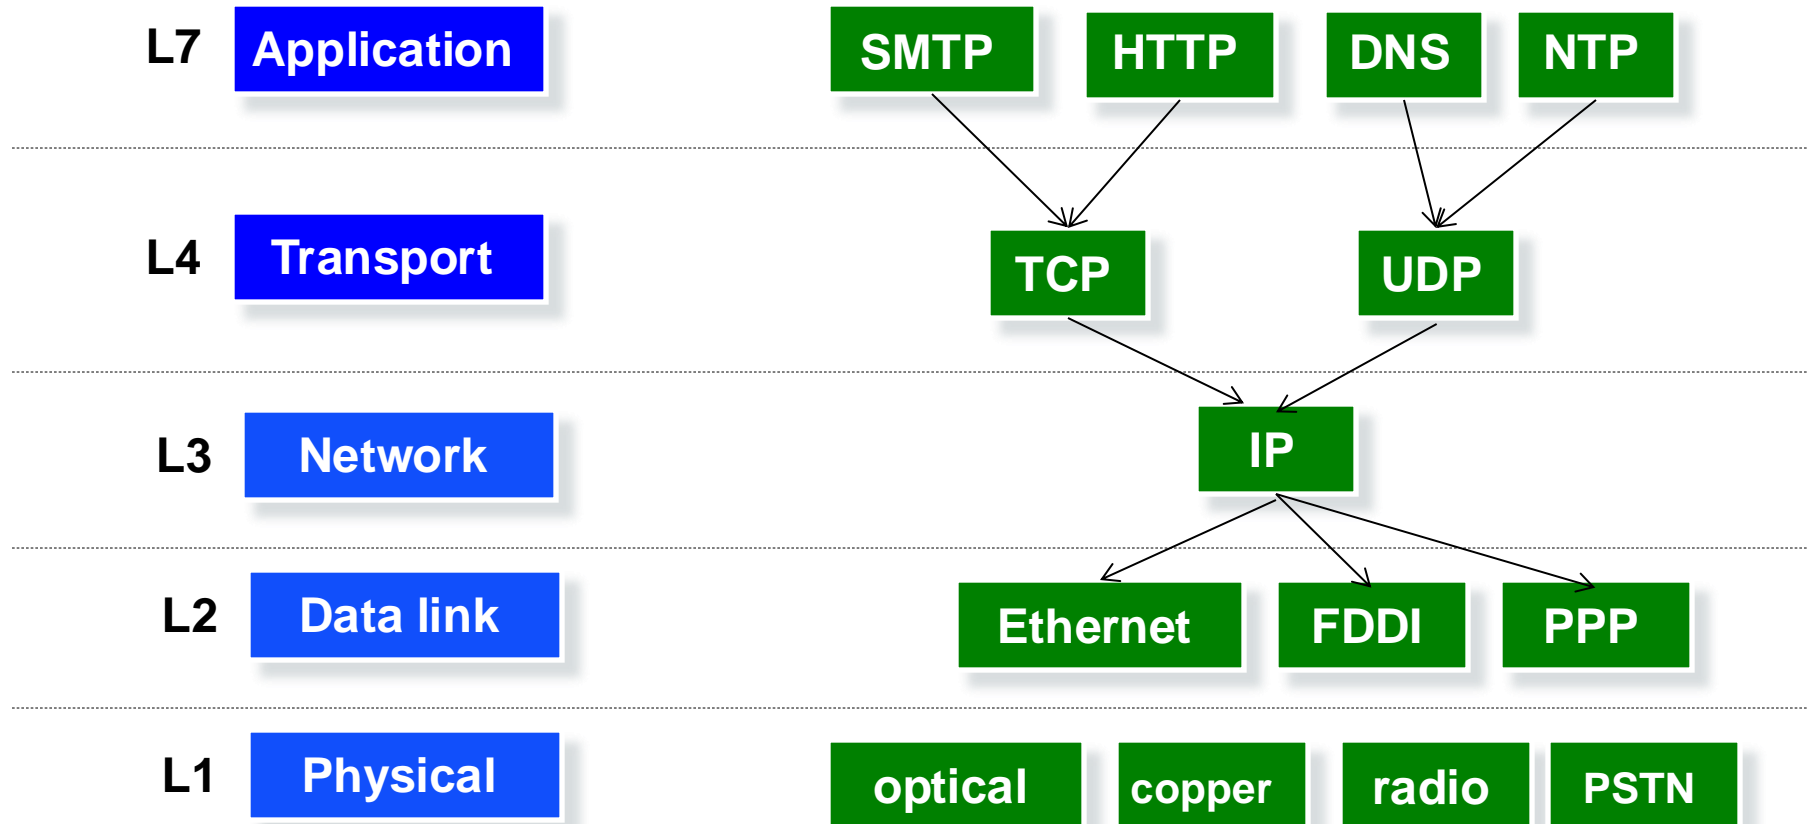 L7 Application SMTP HTTP DNS NTP
L4 Transport TCP UDP
L3 Network IP
L2 Data link Ethernet FDDI PPP
L1 Physical optical copper radio PSTN